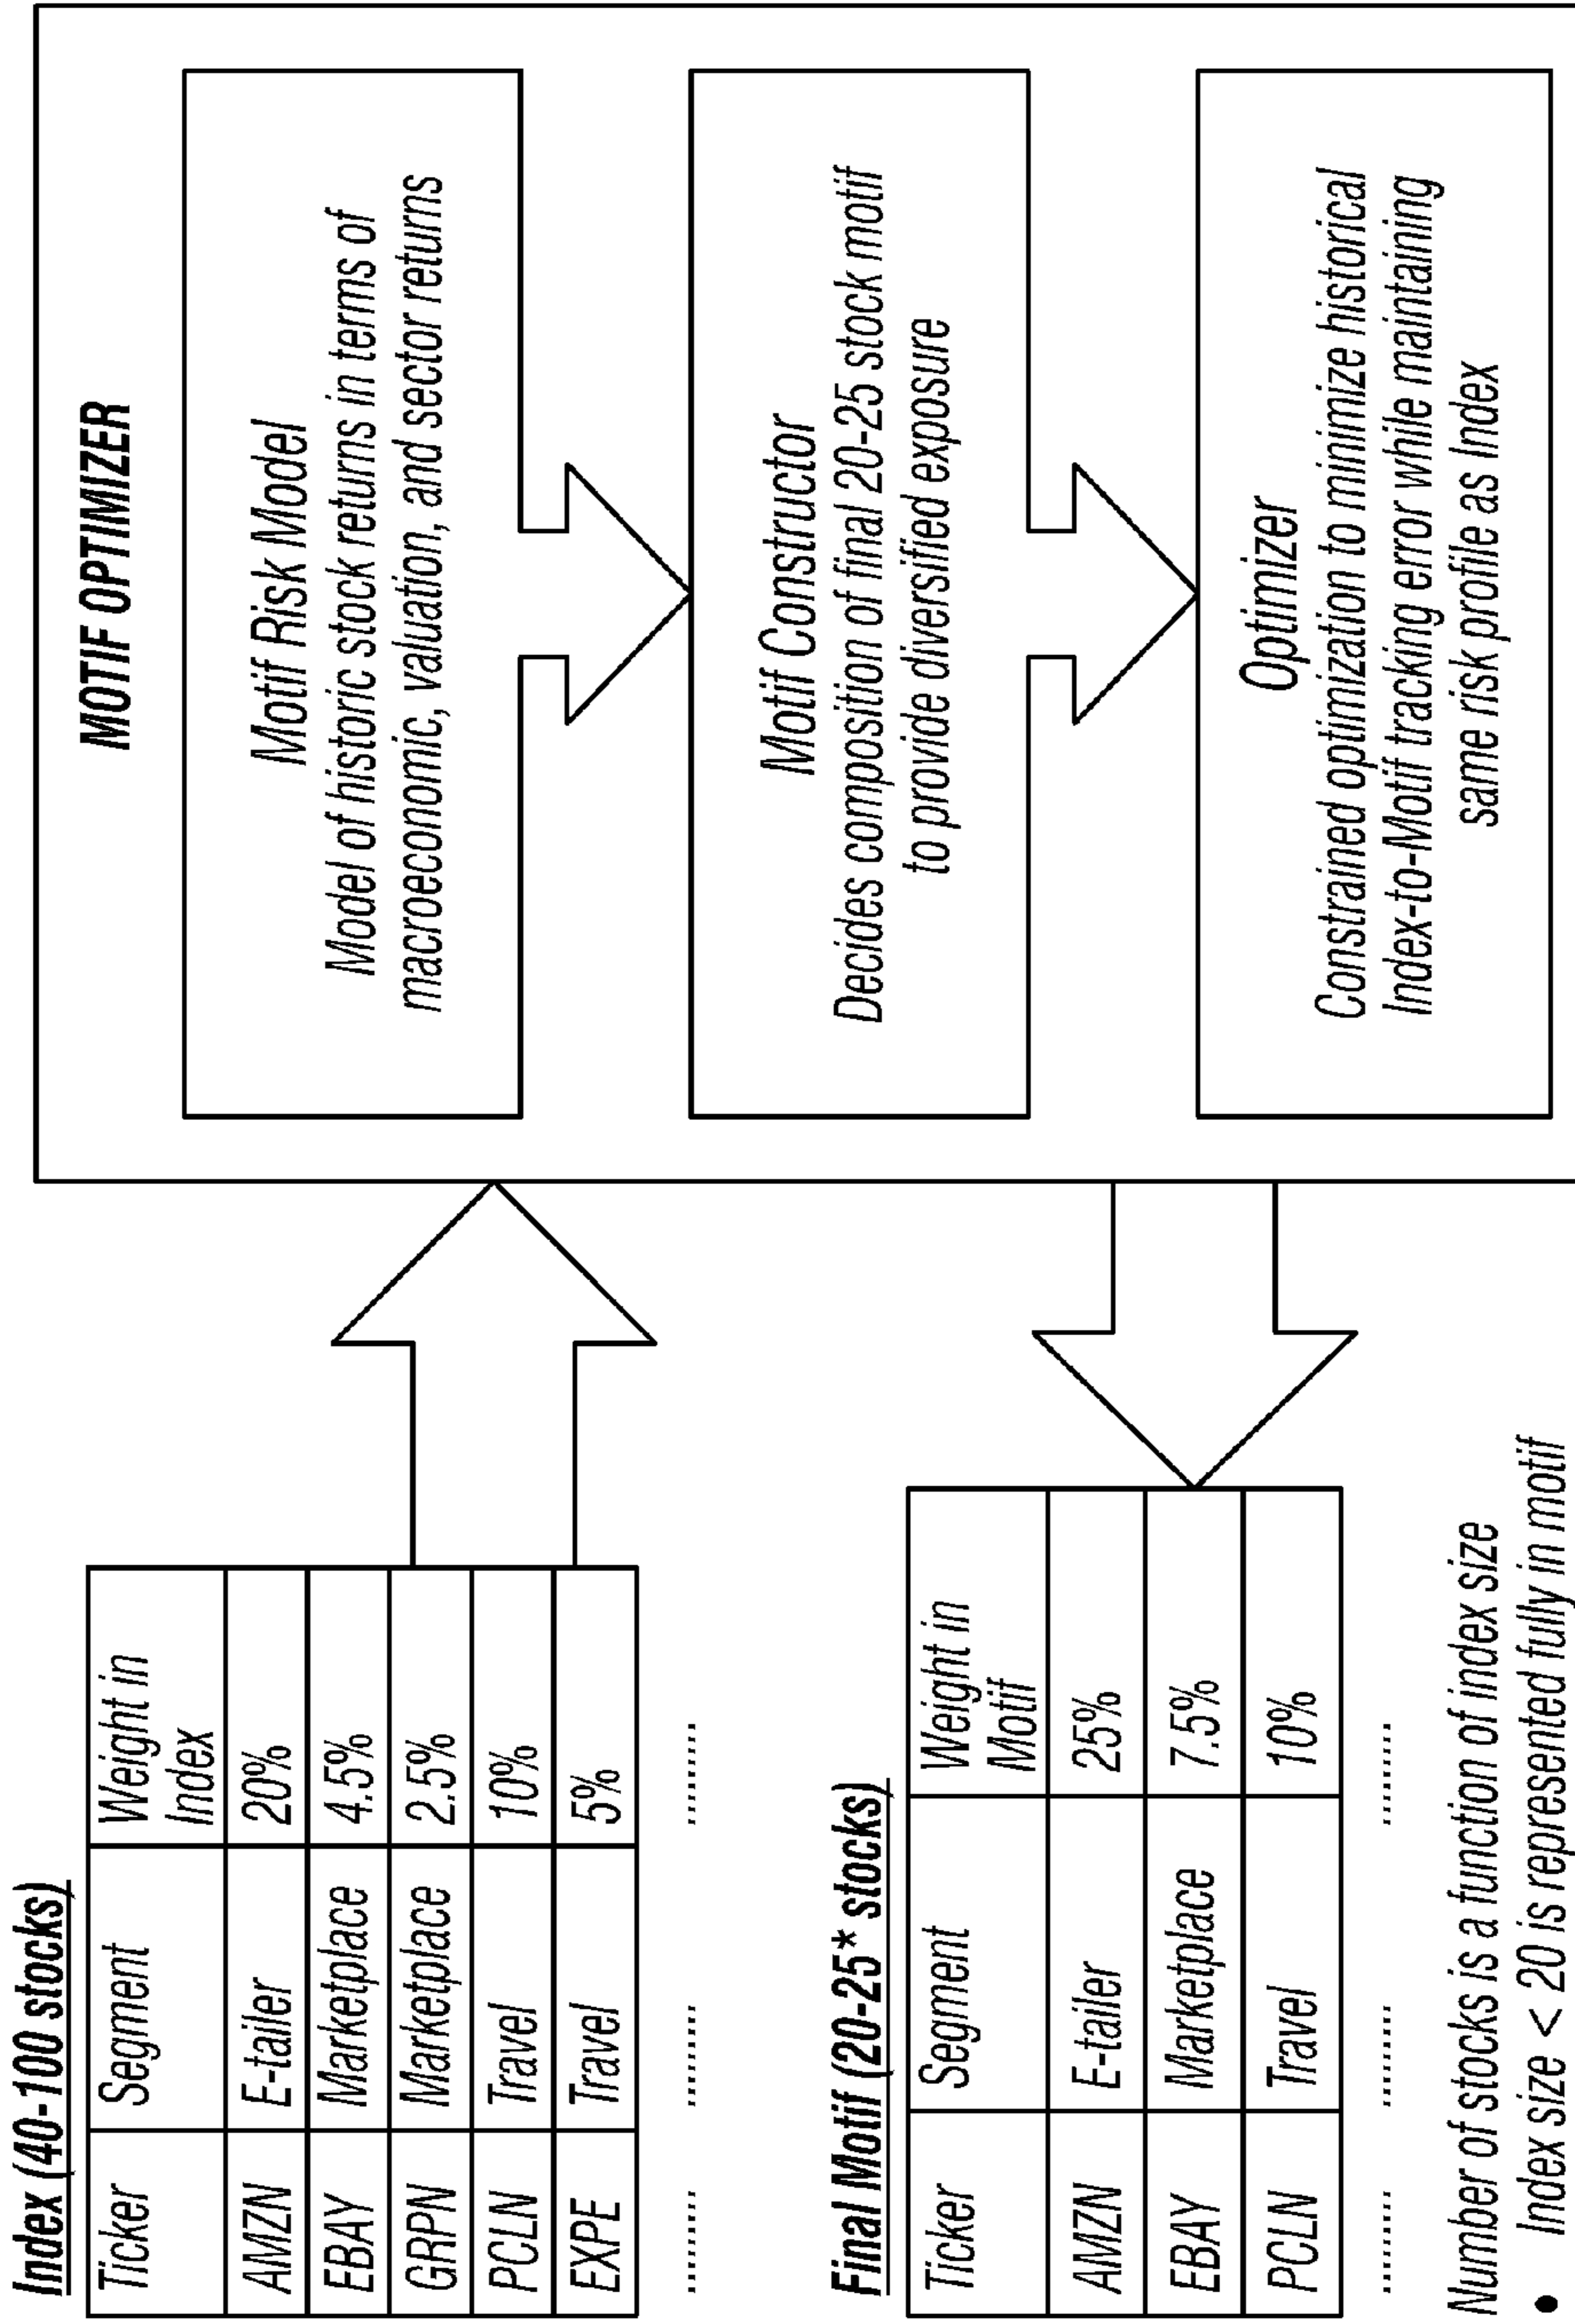 Index (40-100 stocks)
Ticker Segment Weight in
Index
AMZN E-tailer 20%
EBAY Marketplace 4.5%
GRPN Marketplace 2.5%
PCLN Travel 10%
EXPE Travel 5%
........ ........ ........
Final Motif (20-25* stocks)
Ticker Segment Weight in
Motif
AMZN E-tailer 25%
EBAY Marketplace 7.5%
PCLN Travel 10%
........ ........ ........
Number of stocks is a function of index size
• Index size < 20 is represented fully in motif
MOTIF OPTIMIZER
Motif Risk Model
Model of historic stock returns in terms of
macroeconomic, valuation, and sector returns
Motif Constructor
Decides composition of final 20-25 stock motif
to provide diversified exposure
Optimizer
Constrained optimization to minimize historical
Index-to-Motif tracking error while maintaining
same risk profile as Index